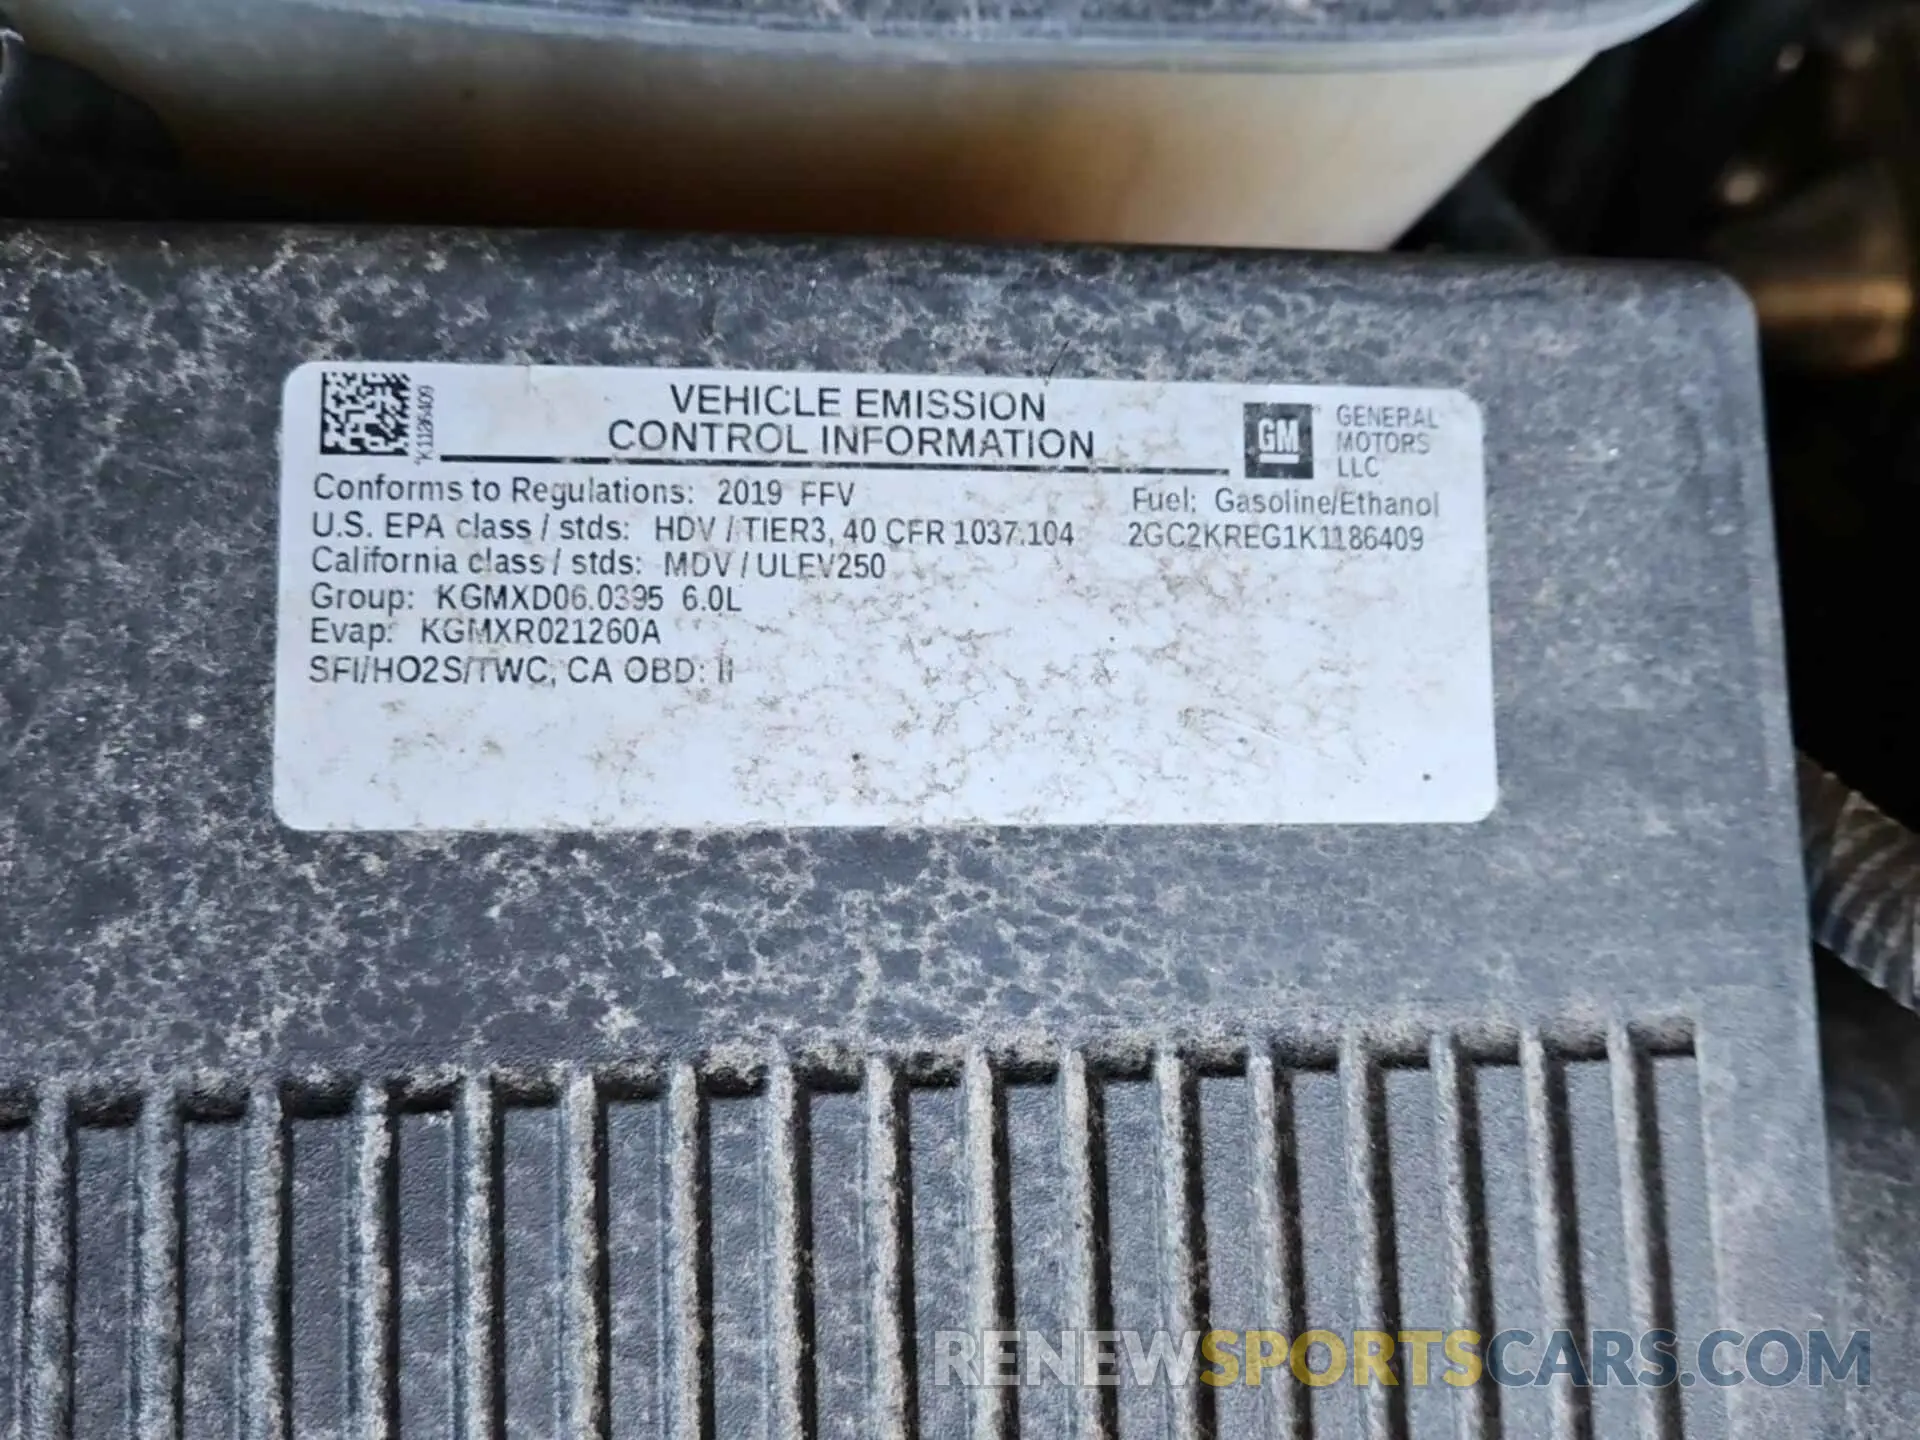 *K1186409
VEHICLE EMISSION
CONTROL INFORMATION
GM
GENERAL
MOTORS
LLC
Conforms to Regulations: 2019 FFV
Fuel: Gasoline/Ethanol
U.S. EPA class / stds: HDV / TIER3, 40 CFR 1037.104
2GC2KREG1K1186409
California class / stds: MDV / ULEV250
Group: KGMXD06.0395 6.0L
Evap: KGMXR021260A
SFI/HO2S/TWC, CA OBD: II
RENEWSPORTSCARS.COM